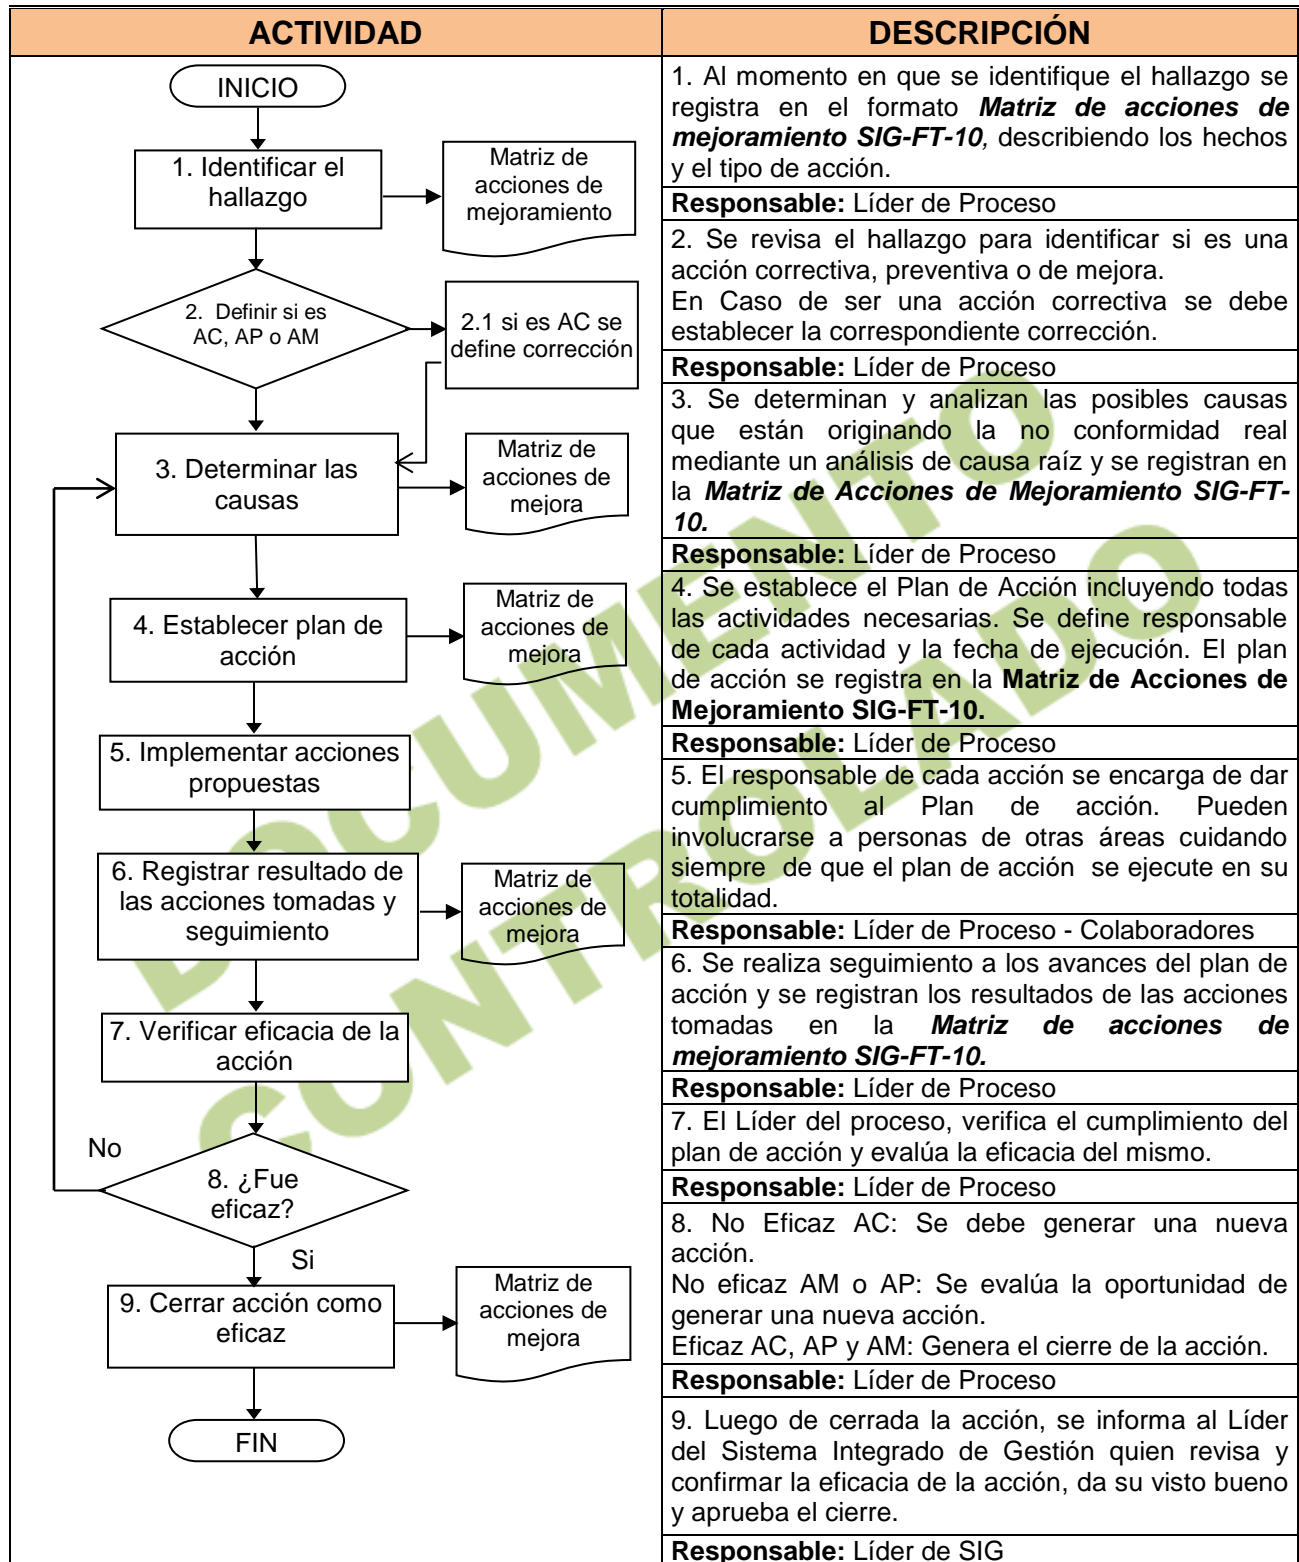 ACTIVIDAD
DESCRIPCIÓN
INICIO
1. Identificar el
hallazgo
Matriz de
acciones de
mejoramiento
2. Definir si es
AC, AP o AM
2.1 si es AC se
define corrección
3. Determinar las
causas
Matriz de
acciones de
mejora
4. Establecer plan de
acción
Matriz de
acciones de
mejora
5. Implementar acciones
propuestas
6. Registrar resultado de
las acciones tomadas y
seguimiento
Matriz de
acciones de
mejora
7. Verificar eficacia de la
acción
No
8. ¿Fue
eficaz?
Si
9. Cerrar acción como
eficaz
Matriz de
acciones de
mejora
FIN
1. Al momento en que se identifique el hallazgo se
registra en el formato Matriz de acciones de
mejoramiento SIG-FT-10, describiendo los hechos
y el tipo de acción.
Responsable: Líder de Proceso
2. Se revisa el hallazgo para identificar si es una
acción correctiva, preventiva o de mejora.
En Caso de ser una acción correctiva se debe
establecer la correspondiente corrección.
Responsable: Líder de Proceso
3. Se determinan y analizan las posibles causas
que están originando la no conformidad real
mediante un análisis de causa raíz y se registran en
la Matriz de Acciones de Mejoramiento SIG-FT-
10.
Responsable: Líder de Proceso
4. Se establece el Plan de Acción incluyendo todas
las actividades necesarias. Se define responsable
de cada actividad y la fecha de ejecución. El plan
de acción se registra en la Matriz de Acciones de
Mejoramiento SIG-FT-10.
Responsable: Líder de Proceso
5. El responsable de cada acción se encarga de dar
cumplimiento al Plan de acción. Pueden
involucrarse a personas de otras áreas cuidando
siempre de que el plan de acción se ejecute en su
totalidad.
Responsable: Líder de Proceso - Colaboradores
6. Se realiza seguimiento a los avances del plan de
acción y se registran los resultados de las acciones
tomadas en la Matriz de acciones de
mejoramiento SIG-FT-10.
Responsable: Líder de Proceso
7. El Líder del proceso, verifica el cumplimiento del
plan de acción y evalúa la eficacia del mismo.
Responsable: Líder de Proceso
8. No Eficaz AC: Se debe generar una nueva
acción.
No eficaz AM o AP: Se evalúa la oportunidad de
generar una nueva acción.
Eficaz AC, AP y AM: Genera el cierre de la acción.
Responsable: Líder de Proceso
9. Luego de cerrada la acción, se informa al Líder
del Sistema Integrado de Gestión quien revisa y
confirmar la eficacia de la acción, da su visto bueno
y aprueba el cierre.
Responsable: Líder de SIG
DOCUMENTO
CONTROLADO